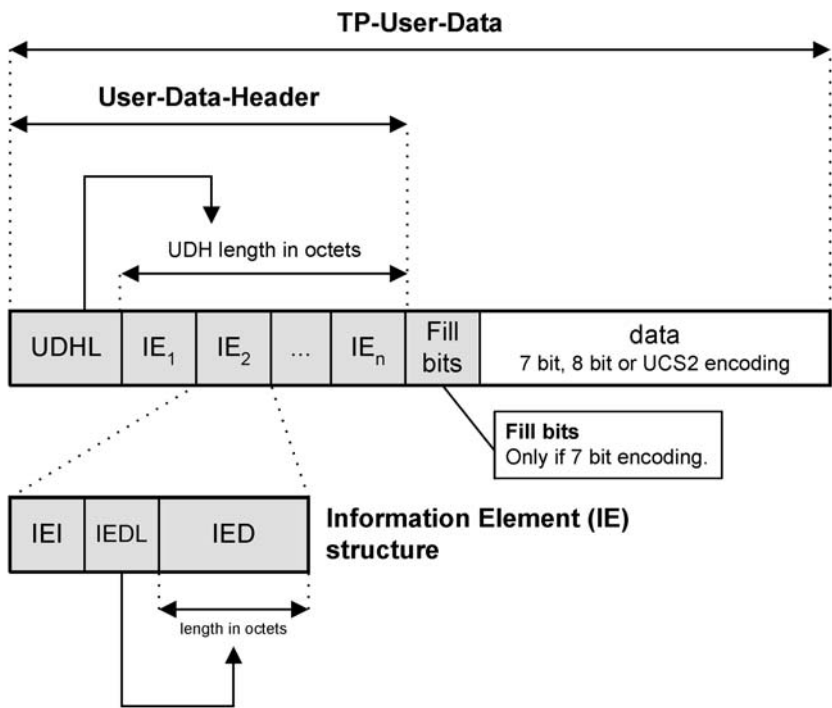 TP-User-Data
User-Data-Header
UDH length in octets
UDHL IE1 IE2 ... IEn Fill bits data
7 bit, 8 bit or UCS2 encoding
Fill bits
Only if 7 bit encoding.
IEI IEDL IED
Information Element (IE)
structure
length in octets